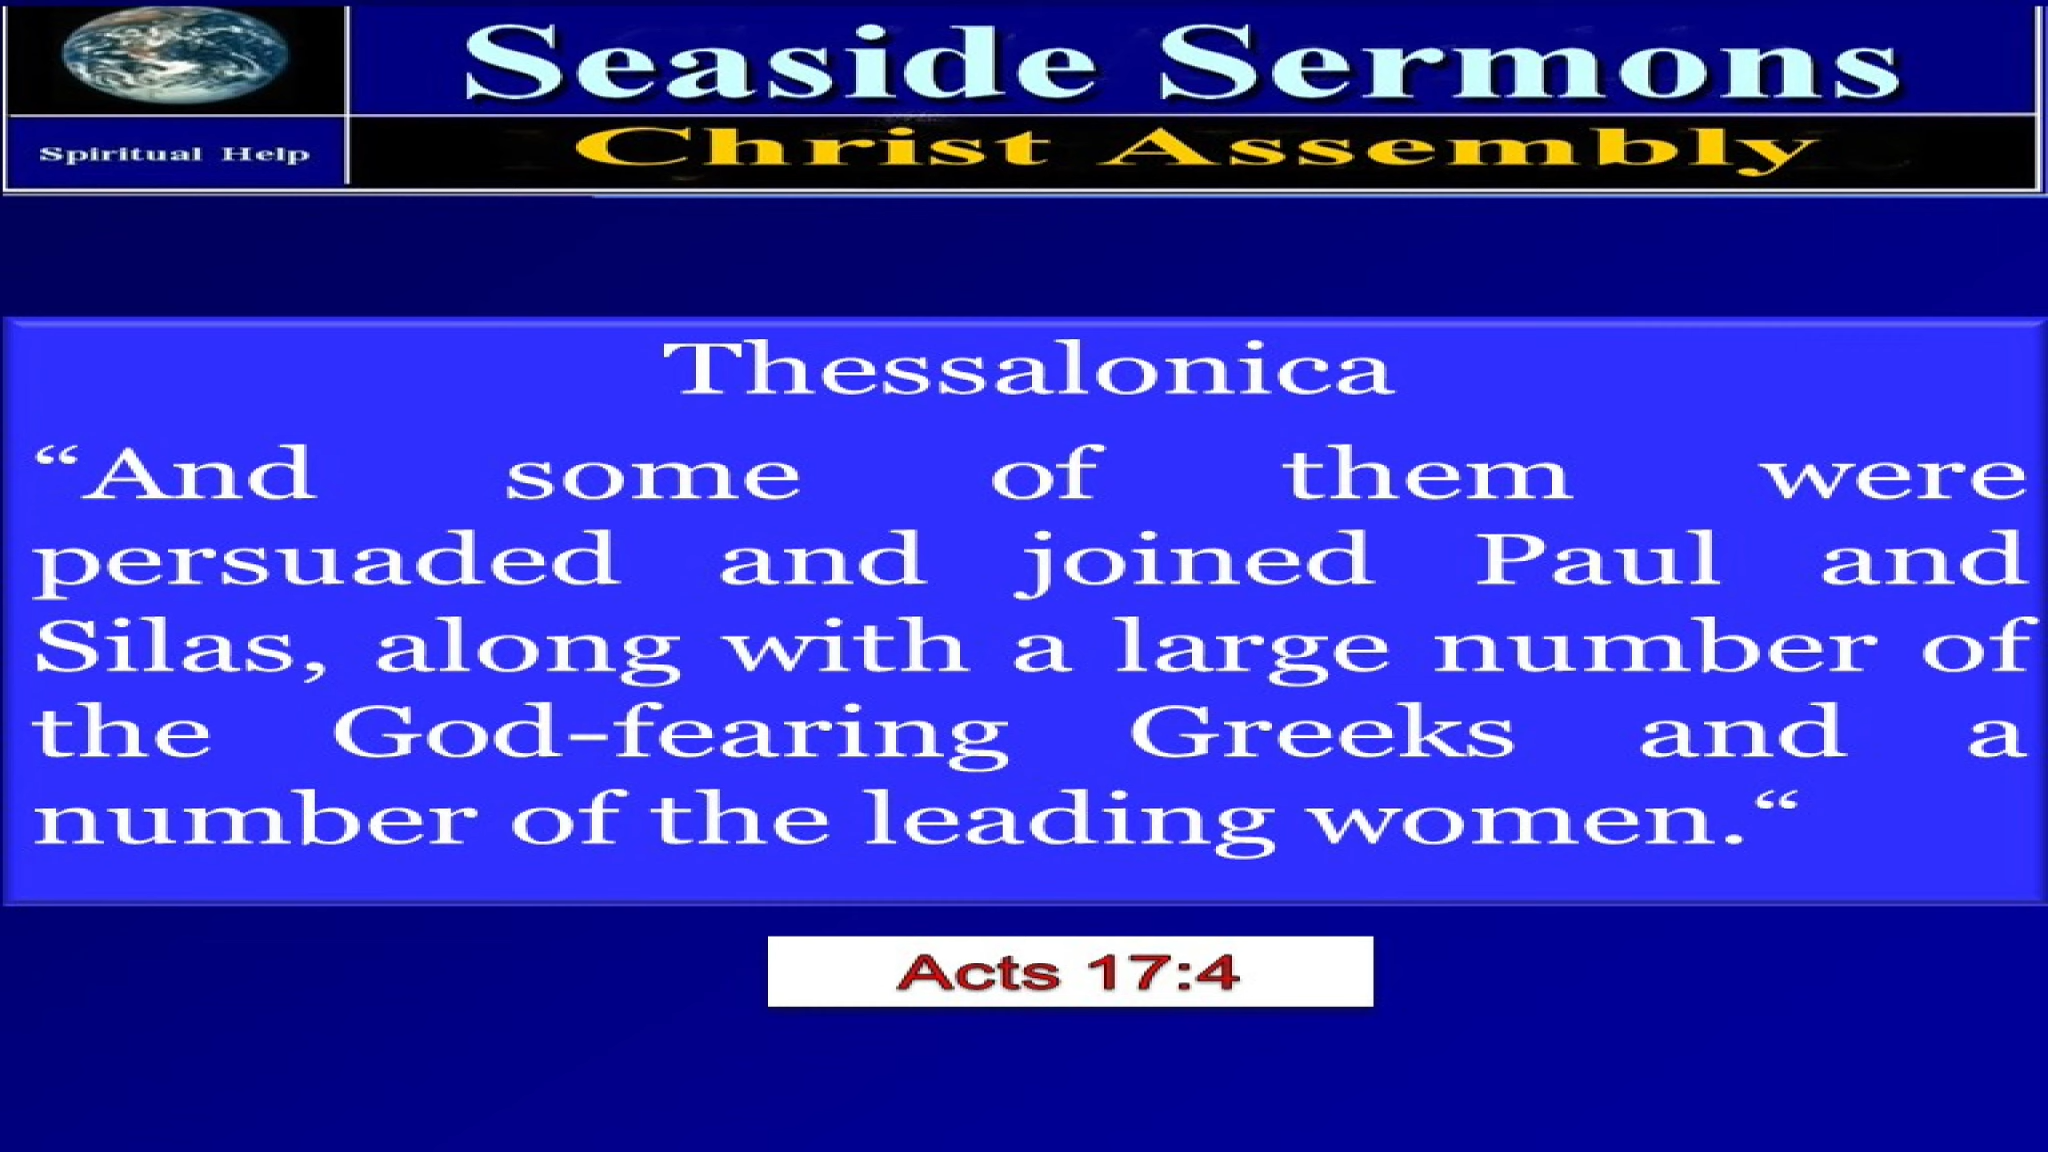 Seaside Sermons
Spiritual Help
Christ Assembly
Thessalonica
“And some of them were
persuaded and joined Paul and
Silas, along with a large number of
the God-fearing Greeks and a
number of the leading women.“
Acts 17:4